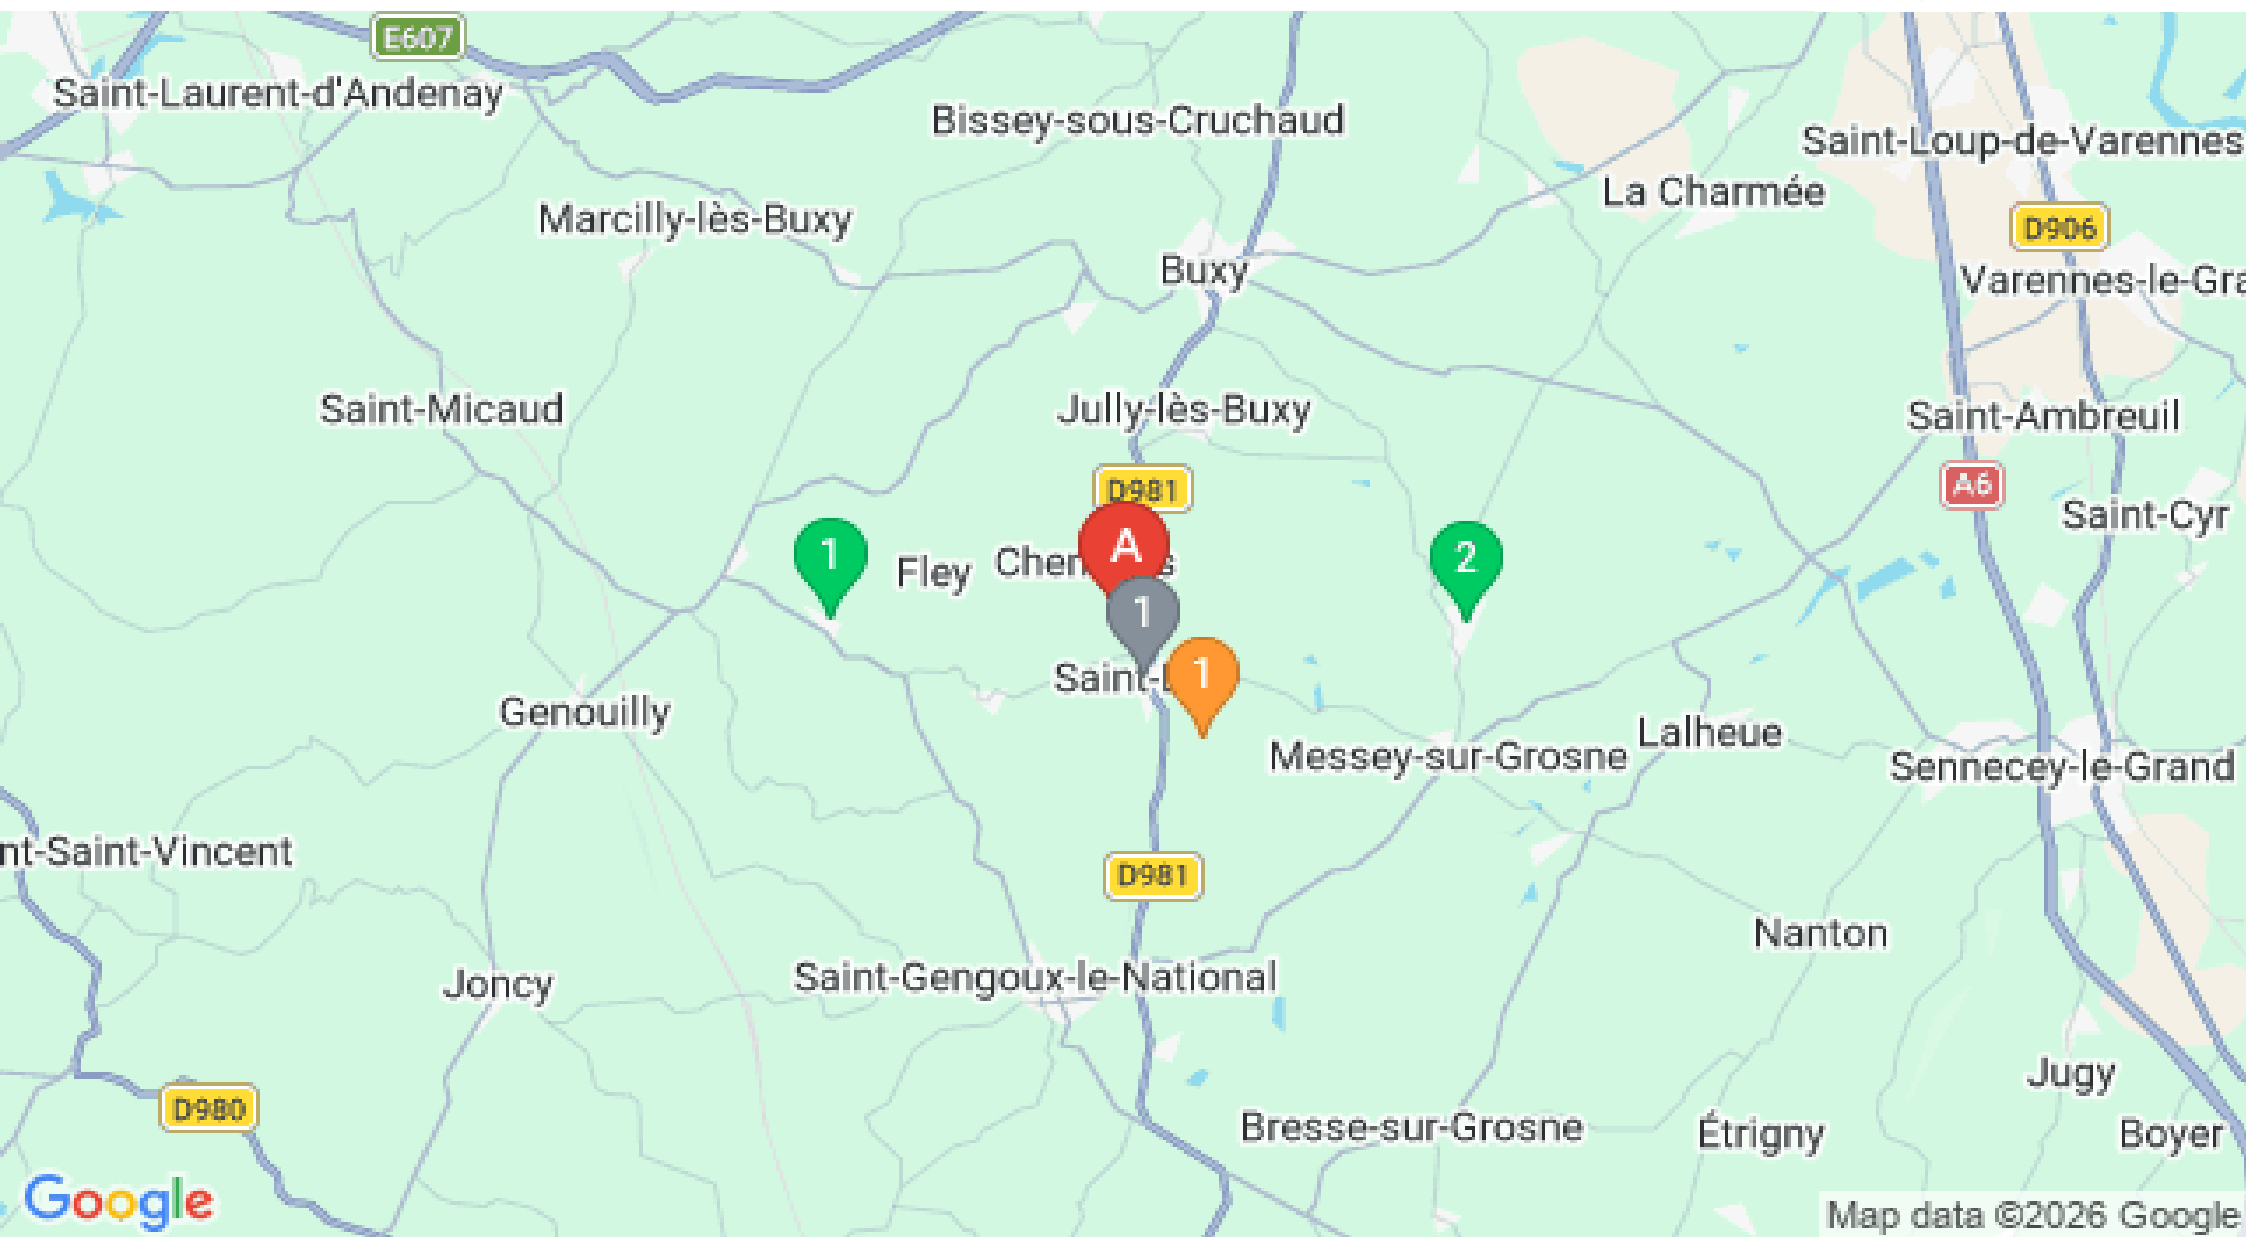 E607
Saint-Laurent-d'Andenay
Bissey-sous-Cruchaud
Saint-Loup-de-Varennes
La Charmée
Marcilly-lès-Buxy
D906
Buxy
Varennes-le-Gra
Saint-Micaud
Jully-lès-Buxy
Saint-Ambreuil
D981
A6
Saint-Cyr
1
A
2
Fley
1
Saint-
1
Genouilly
Messey-sur-Grosne
Lalheue
Sennecey-le-Grand
nt-Saint-Vincent
D981
Nanton
Joncy
Saint-Gengoux-le-National
Jugy
D980
Bresse-sur-Grosne
Étrigny
Boyer
Google
Map data ©2026 Google